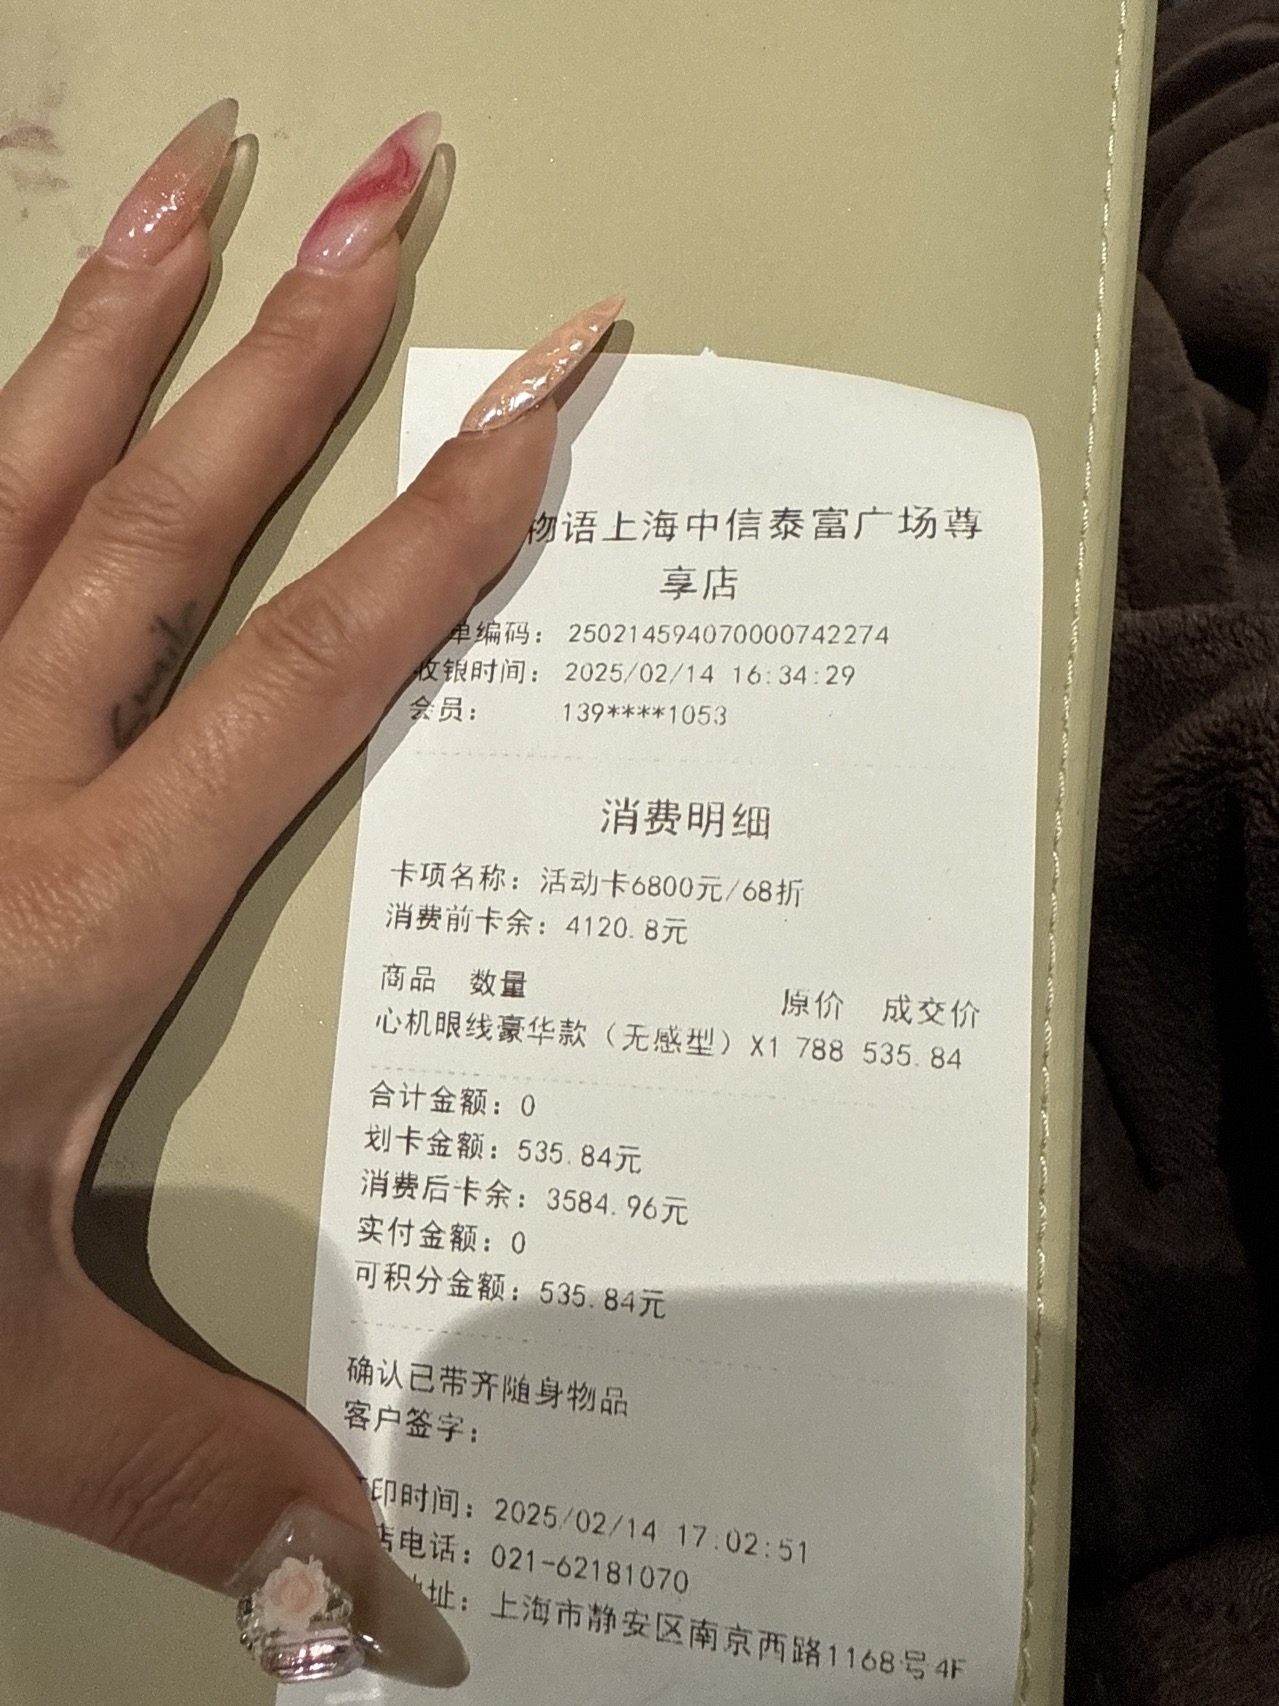 物语上海中信泰富广场尊
享店
单编码： 250214594070000742274
收银时间： 2025/02/14 16:34:29
会员： 139****1053
消费明细
卡项名称：活动卡6800元/68折
消费前卡余：4120.8元
商品 数量 原价 成交价
心机眼线豪华款（无感型）X1 788 535.84
合计金额：0
划卡金额：535.84元
消费后卡余：3584.96元
实付金额：0
可积分金额：535.84元
确认已带齐随身物品
客户签字：
印时间：2025/02/14 17:02:51
店电话：021-62181070
地址：上海市静安区南京西路1168号4F